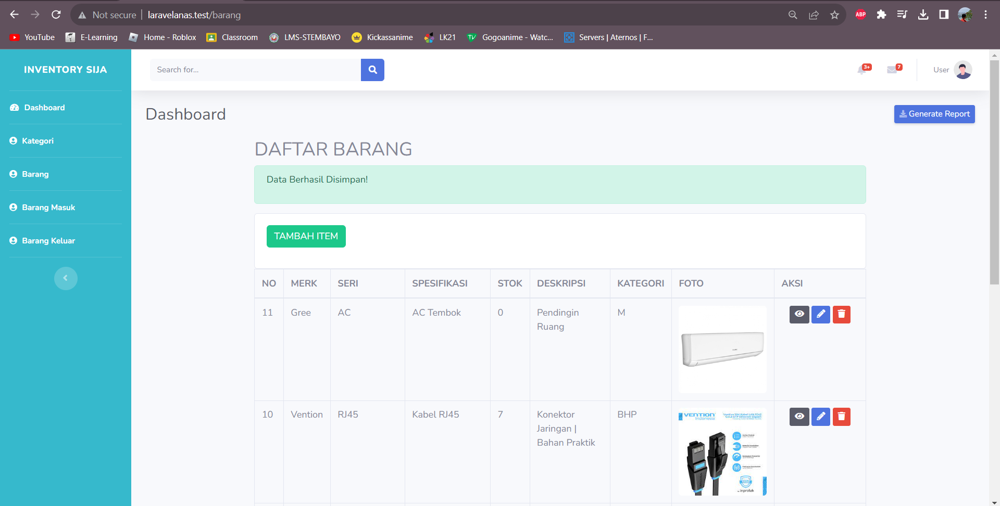 Not secure | laravelanas.test/barang
ABP
YouTube E-Learning Home - Roblox Classroom LMS-STEMBAYO Kickassanime LK21 Gogoanime - Watc... Servers | Aternos | F...
INVENTORY SIJA
Search for...
3+
7
User
Dashboard
Kategori
Barang
Barang Masuk
Barang Keluar
Dashboard
Generate Report
DAFTAR BARANG
Data Berhasil Disimpan!
TAMBAH ITEM
NO MERK SERI SPESIFIKASI STOK DESKRIPSI KATEGORI FOTO AKSI
11 Gree AC AC Tembok 0 Pendingin M
Ruang
10 Vention RJ45 Kabel RJ45 7 Konektor BHP
Jaringan |
Bahan Praktik
VENTION
Indonesia
by inprotek